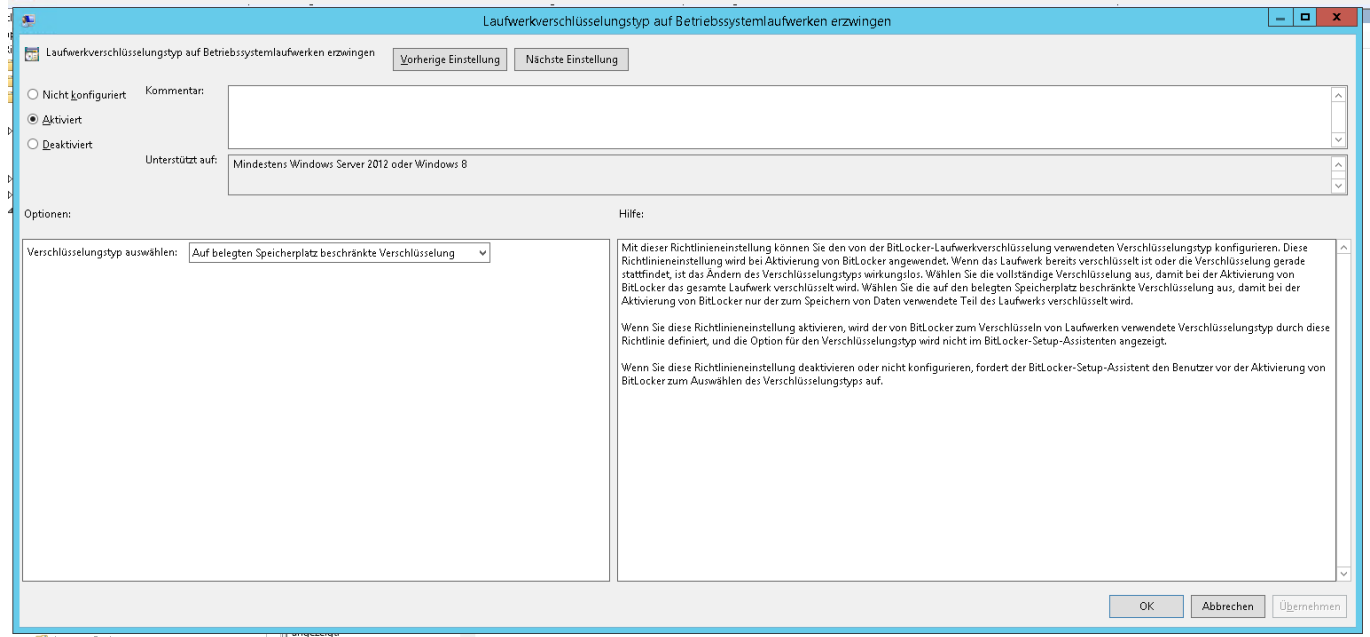 Laufwerkverschlüsselungstyp auf Betriebssystemlaufwerken erzwingen
Laufwerkverschlüsselungstyp auf Betriebssystemlaufwerken erzwingen
Vorherige Einstellung
Nächste Einstellung
Nicht konfiguriert
Kommentar:
Aktiviert
Deaktiviert
Unterstützt auf:
Mindestens Windows Server 2012 oder Windows 8
Optionen:
Hilfe:
Verschlüsselungstyp auswählen:
Auf belegten Speicherplatz beschränkte Verschlüsselung
Mit dieser Richtlinieneinstellung können Sie den von der BitLocker-Laufwerkverschlüsselung verwendeten Verschlüsselungstyp konfigurieren. Diese
Richtlinieneinstellung wird bei Aktivierung von BitLocker angewendet. Wenn das Laufwerk bereits verschlüsselt ist oder die Verschlüsselung gerade
stattfindet, ist das Ändern des Verschlüsselungstyps wirkungslos. Wählen Sie die vollständige Verschlüsselung aus, damit bei der Aktivierung von
BitLocker das gesamte Laufwerk verschlüsselt wird. Wählen Sie die auf den belegten Speicherplatz beschränkte Verschlüsselung aus, damit bei der
Aktivierung von BitLocker nur der zum Speichern von Daten verwendete Teil des Laufwerks verschlüsselt wird.
Wenn Sie diese Richtlinieneinstellung aktivieren, wird der von BitLocker zum Verschlüsseln von Laufwerken verwendete Verschlüsselungstyp durch diese
Richtlinie definiert, und die Option für den Verschlüsselungstyp wird nicht im BitLocker-Setup-Assistenten angezeigt.
Wenn Sie diese Richtlinieneinstellung deaktivieren oder nicht konfigurieren, fordert der BitLocker-Setup-Assistent den Benutzer vor der Aktivierung von
BitLocker zum Auswählen des Verschlüsselungstyps auf.
OK
Abbrechen
Übernehmen